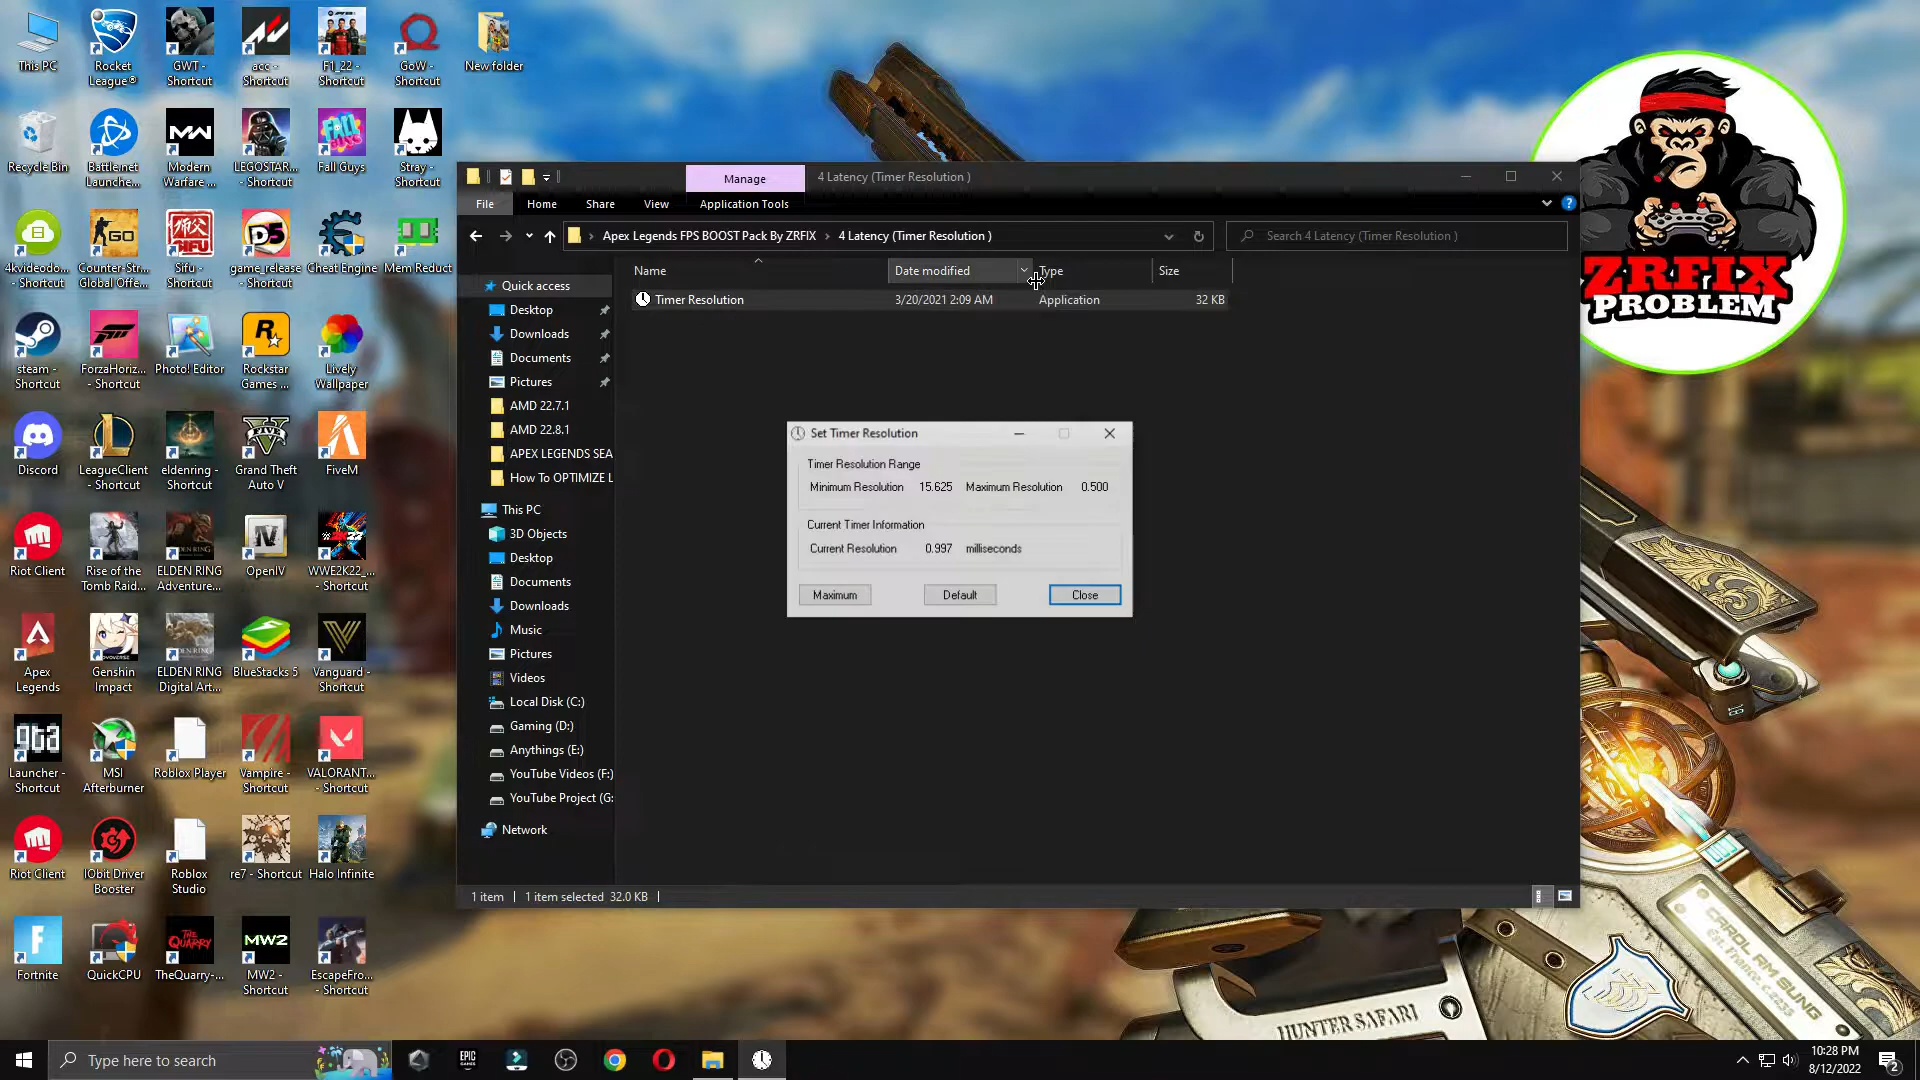 This PC
Rocket League®
GWT - Shortcut
acc - Shortcut
F1_22 - Shortcut
GoW - Shortcut
New folder
Recycle Bin
Battle.net Launche...
Modern Warfare ...
LEGOSTAR... - Shortcut
Fall Guys
Stray - Shortcut
4kvideodo... - Shortcut
Counter-Str... Global Offe...
Sifu - Shortcut
game_release - Shortcut
Cheat Engine
Mem Reduct
steam - Shortcut
ForzaHoriz... - Shortcut
Photo! Editor
Rockstar Games ...
Lively Wallpaper
Discord
LeagueClient - Shortcut
eldenring - Shortcut
Grand Theft Auto V
FiveM
Riot Client
Rise of the Tomb Raid...
ELDEN RING Adventure...
OpenIV
WWE2K22_... - Shortcut
Apex Legends
Genshin Impact
ELDEN RING Digital Art...
BlueStacks 5
Vanguard - Shortcut
Launcher - Shortcut
MSI Afterburner
Roblox Player
Vampire - Shortcut
VALORANT... - Shortcut
Riot Client
IObit Driver Booster
Roblox Studio
re7 - Shortcut
Halo Infinite
Fortnite
QuickCPU
TheQuarry-...
MW2 - Shortcut
EscapeFro... - Shortcut
Manage
4 Latency (Timer Resolution )
File
Home
Share
View
Application Tools
Apex Legends FPS BOOST Pack By ZRFIX
4 Latency (Timer Resolution )
Search 4 Latency (Timer Resolution )
Name
Date modified
Type
Size
Timer Resolution
3/20/2021 2:09 AM
Application
32 KB
Quick access
Desktop
Downloads
Documents
Pictures
AMD 22.7.1
AMD 22.8.1
APEX LEGENDS SEA
How To OPTIMIZE L
This PC
3D Objects
Desktop
Documents
Downloads
Music
Pictures
Videos
Local Disk (C:)
Gaming (D:)
Anythings (E:)
YouTube Videos (F:)
YouTube Project (G:
Network
Set Timer Resolution
Timer Resolution Range
Minimum Resolution 15.625 Maximum Resolution 0.500
Current Timer Information
Current Resolution 0.997 milliseconds
Maximum
Default
Close
1 item
1 item selected 32.0 KB
ZRFIX
PROBLEM
HUNTER SAFARI
Type here to search
10:28 PM
8/12/2022